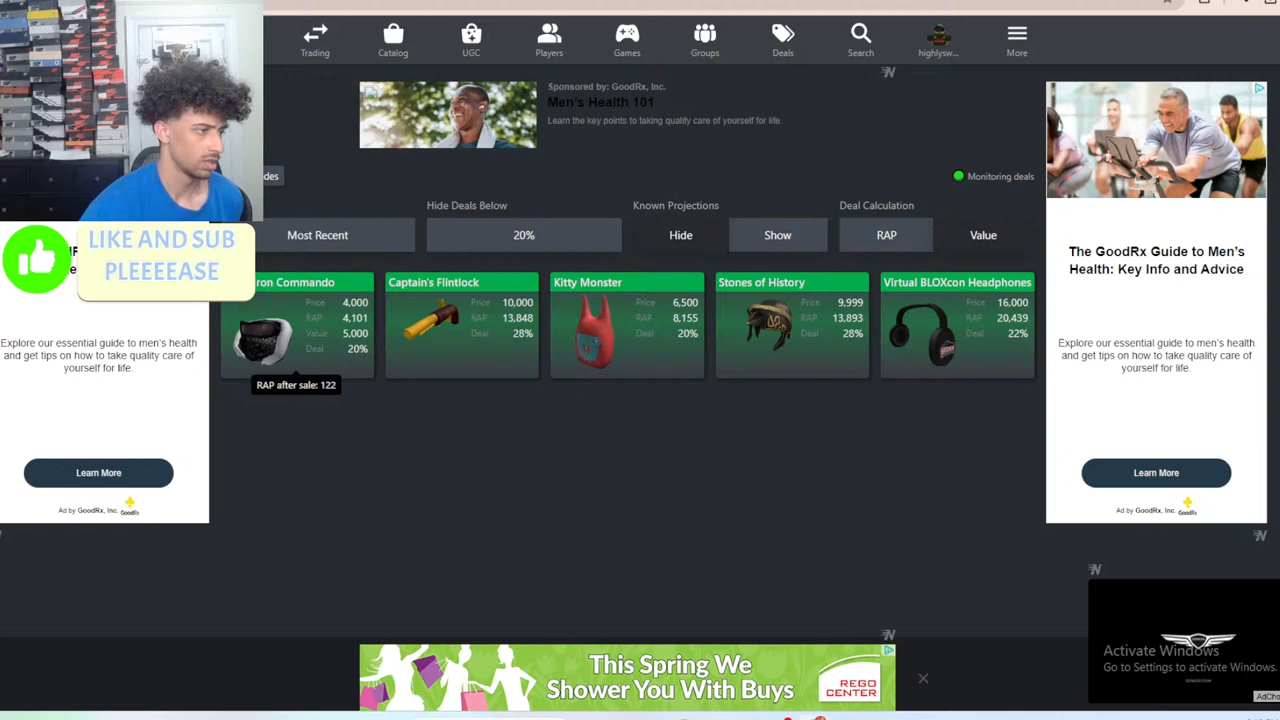 Trading
Catalog
UGC
Players
Games
Groups
Deals
Search
highlysw...
More
Sponsored by: GoodRx, Inc.
Men's Health 101
Learn the key points to taking quality care of yourself for life.
des
Monitoring deals
LIKE AND SUB
PLEEEEASE
Hide Deals Below
Known Projections
Deal Calculation
Most Recent
20%
Hide
Show
RAP
Value
ron Commando
Price 4,000
RAP 4,101
Value 5,000
Deal 20%
RAP after sale: 122
Captain's Flintlock
Price 10,000
RAP 13,848
Deal 28%
Kitty Monster
Price 6,500
RAP 8,155
Deal 20%
Stones of History
Price 9,999
RAP 13,893
Deal 28%
Virtual BLOXcon Headphones
Price 16,000
RAP 20,439
Deal 22%
Explore our essential guide to men's health
and get tips on how to take quality care of
yourself for life.
Learn More
Ad by GoodRx, Inc. GoodRx
The GoodRx Guide to Men's
Health: Key Info and Advice
Explore our essential guide to men's health
and get tips on how to take quality care of
yourself for life.
Learn More
Ad by GoodRx, Inc. GoodRx
This Spring We
Shower You With Buys
REGO
CENTER
Activate Windows
Go to Settings to activate Windows.
AdCho